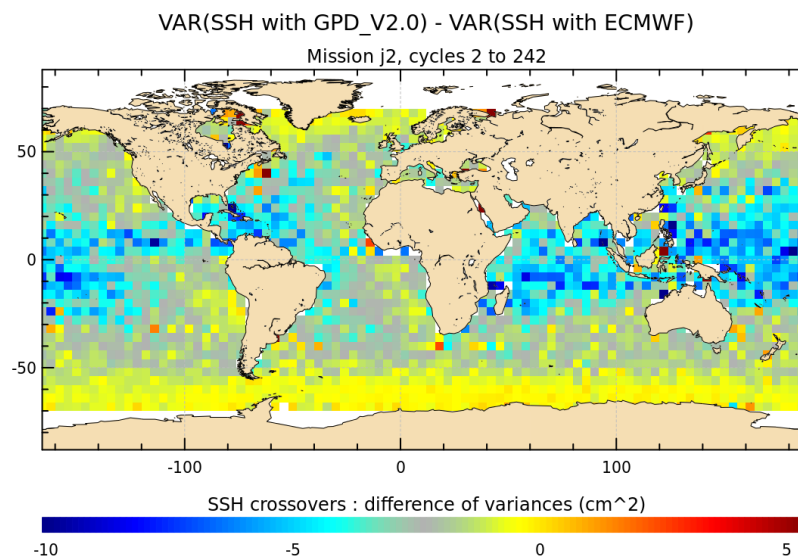 VAR(SSH with GPD_V2.0) - VAR(SSH with ECMWF)
Mission j2, cycles 2 to 242
50
0
-50
-100 0 100
SSH crossovers : difference of variances (cm^2)
-10 -5 0 5